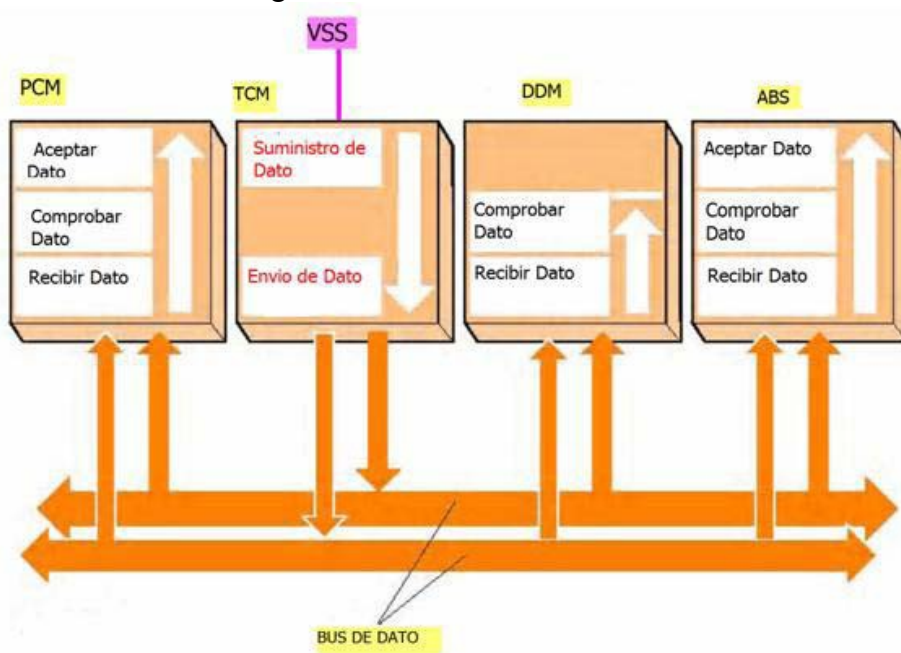 VSS
PCM
TCM
DDM
ABS
Aceptar
Dato
Comprobar
Dato
Recibir Dato
Suministro de
Dato
Envio de Dato
Comprobar
Dato
Recibir Dato
Aceptar Dato
Comprobar
Dato
Recibir Dato
BUS DE DATO